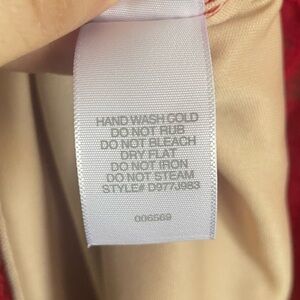 HAND WASH COLD
DO NOT RUB
DO NOT BLEACH
DRY FLAT
DO NOT IRON
DO NOT STEAM
STYLE# D977J983
006569